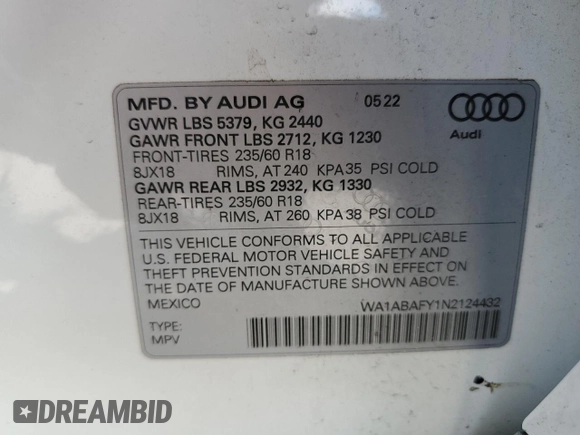 MFD. BY AUDI AG 05 22
GVWR LBS 5379, KG 2440
GAWR FRONT LBS 2712, KG 1230
FRONT-TIRES 235/60 R18
8JX18 RIMS, AT 240 KPA 35 PSI COLD
GAWR REAR LBS 2932, KG 1330
REAR-TIRES 235/60 R18
8JX18 RIMS, AT 260 KPA 38 PSI COLD
Audi
THIS VEHICLE CONFORMS TO ALL APPLICABLE
U.S. FEDERAL MOTOR VEHICLE SAFETY AND
THEFT PREVENTION STANDARDS IN EFFECT ON
THE DATE OF MANUFACTURE SHOWN ABOVE.
MEXICO WA1ABAFY1N2124432
TYPE:
MPV
DREAMBID